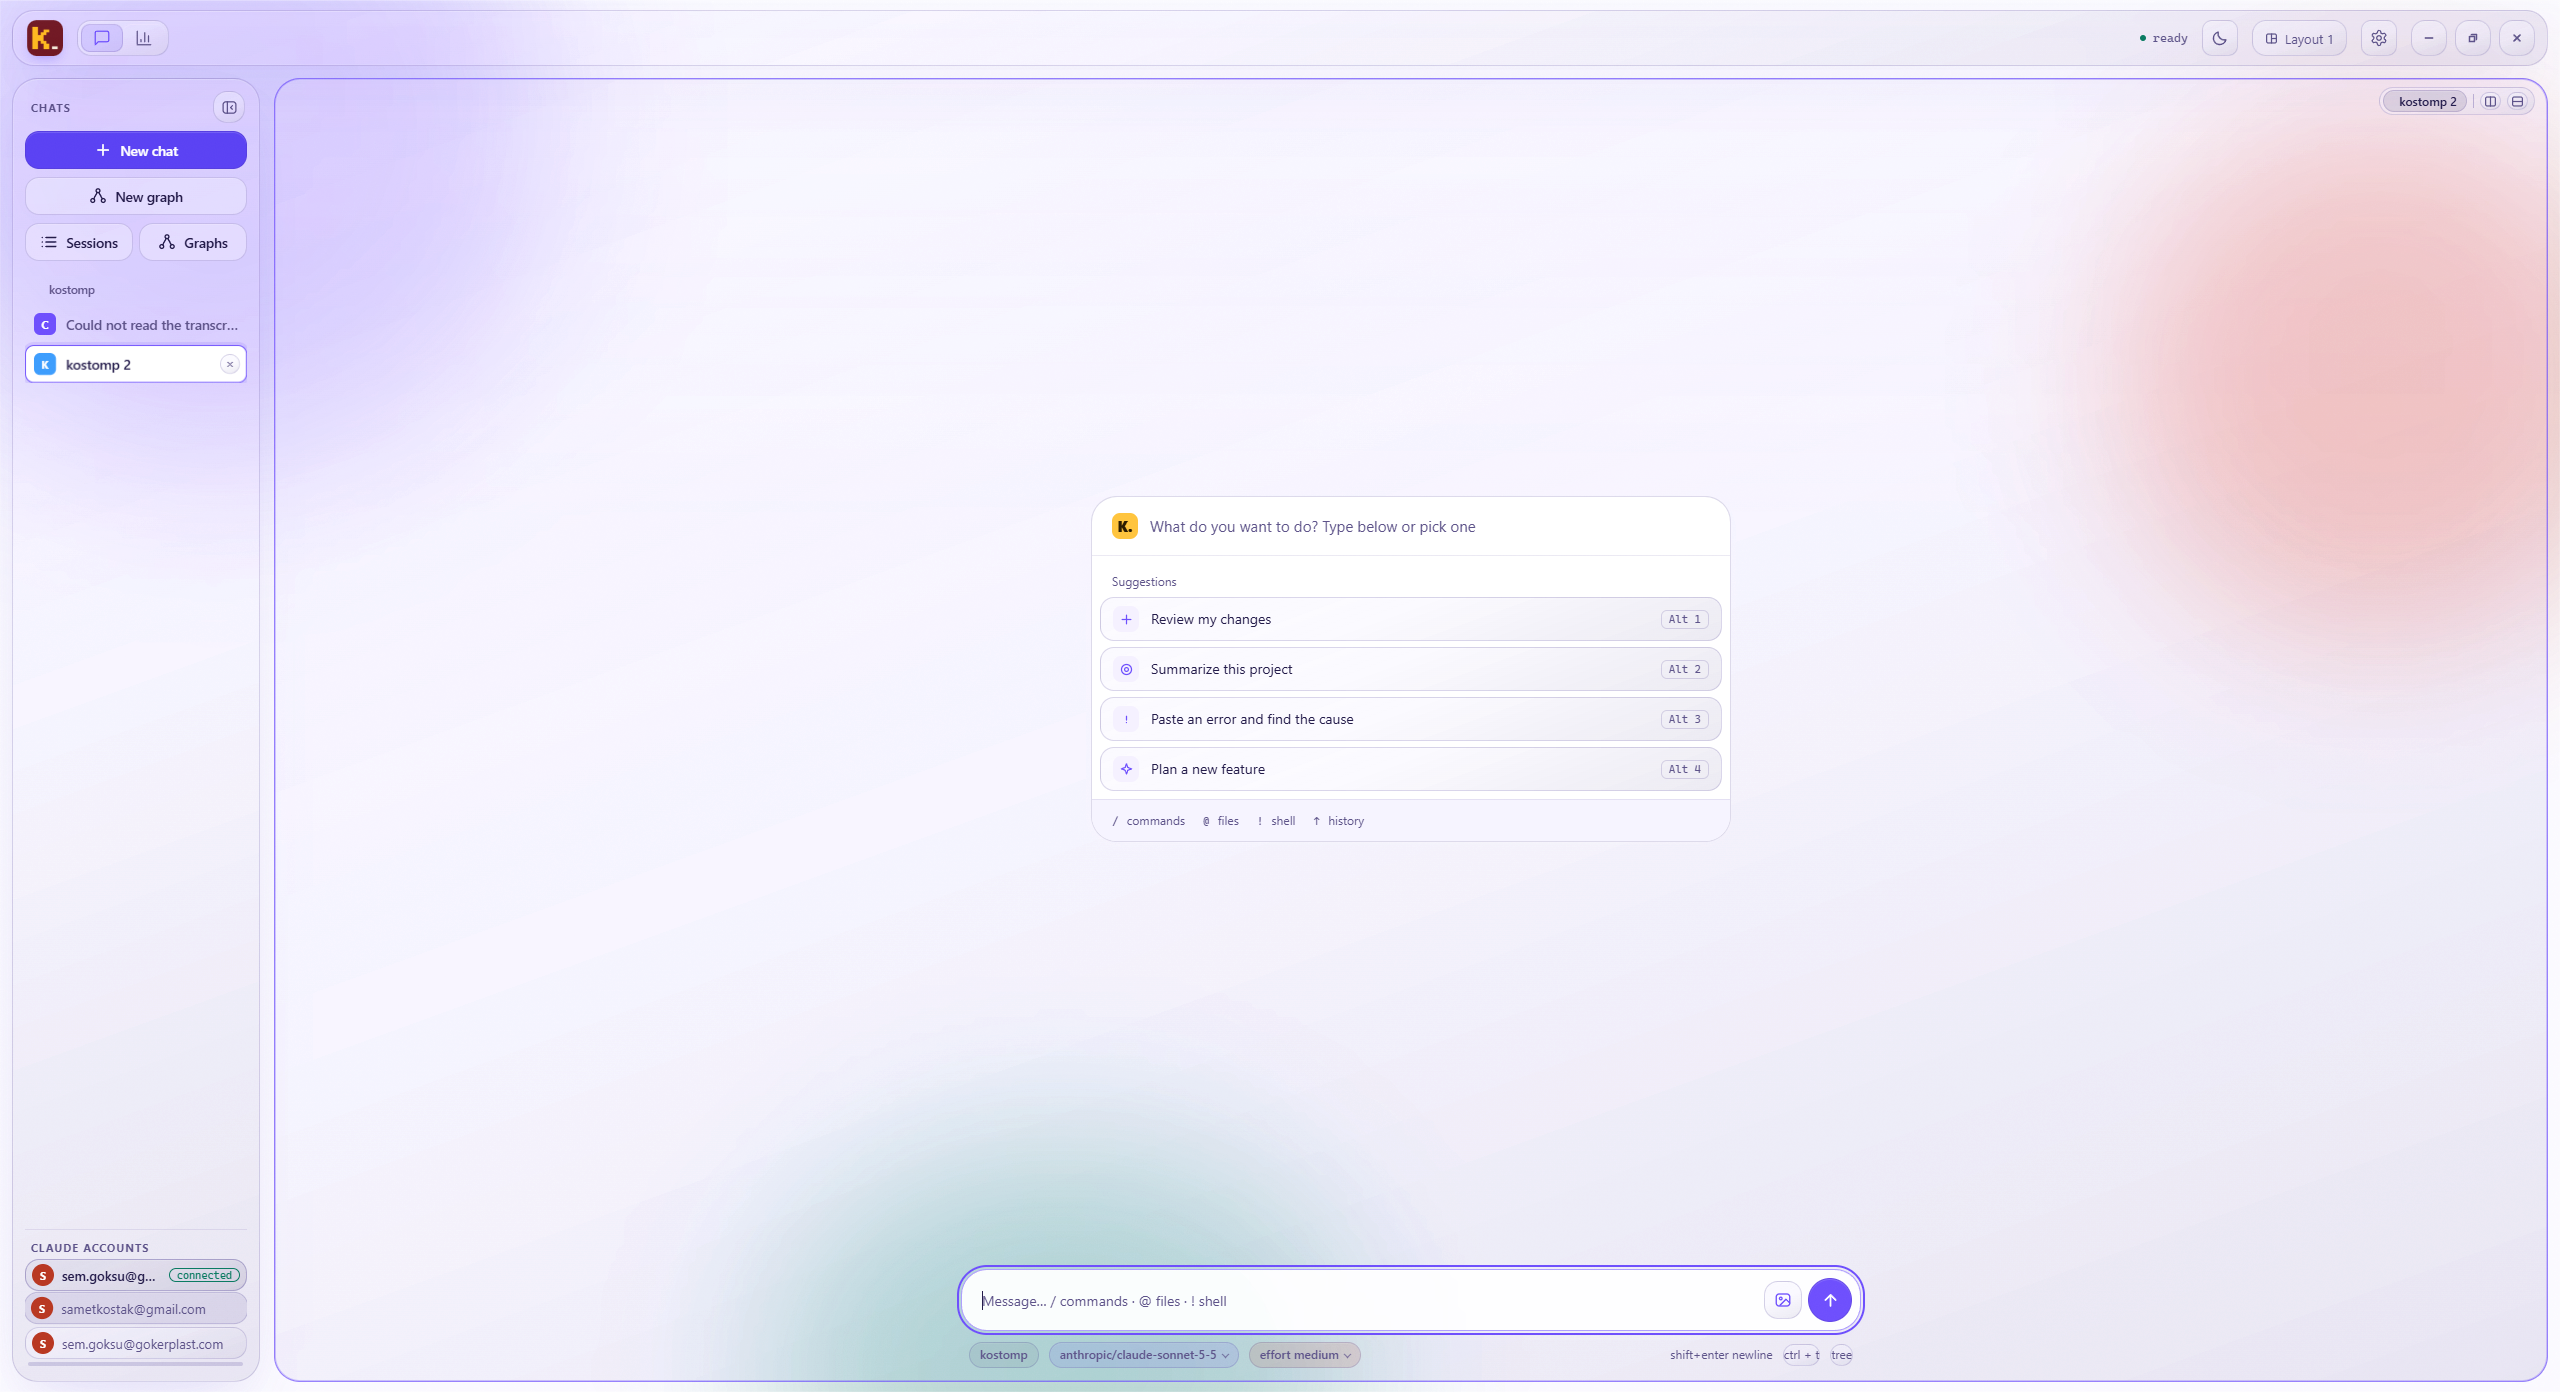 K.
ready
Layout 1
CHATS
New chat
New graph
Sessions
Graphs
kostomp
C Could not read the transcr...
K kostomp 2
kostomp 2
K. What do you want to do? Type below or pick one
Suggestions
Review my changes Alt 1
Summarize this project Alt 2
! Paste an error and find the cause Alt 3
Plan a new feature Alt 4
/ commands @ files ! shell ↑ history
CLAUDE ACCOUNTS
S sem.goksu@g... connected
S sametkostak@gmail.com
S sem.goksu@gokerplast.com
Message... / commands · @ files · ! shell
kostomp anthropic/claude-sonnet-5-5 effort medium
shift+enter newline ctrl + t tree